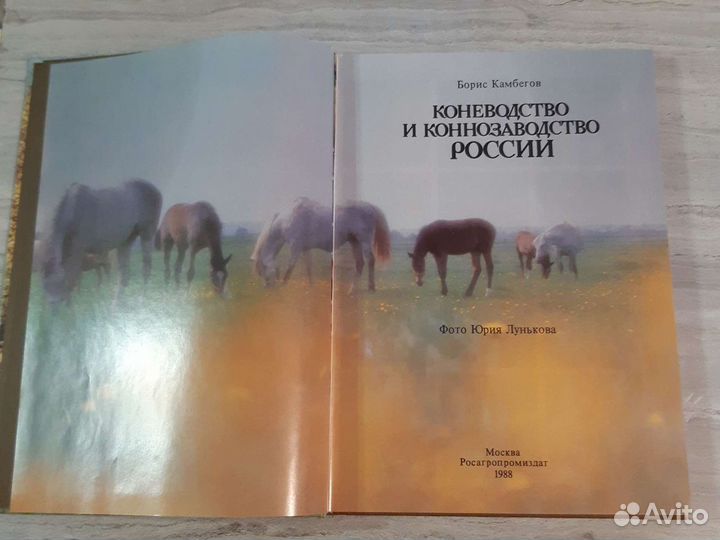 Борис Камбегов
КОНЕВОДСТВО
И КОННОЗАВОДСТВО
РОССИИ
Фото Юрия Лунькова
Москва
Росагропромиздат
1988
Avito